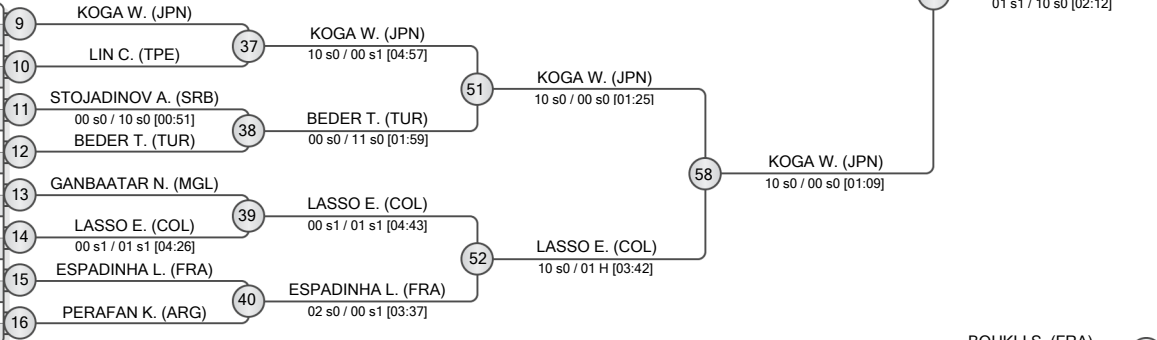 01 s1 / 10 s0 [02:12]
9
KOGA W. (JPN)
10
LIN C. (TPE)
37
KOGA W. (JPN)
10 s0 / 00 s1 [04:57]
11
STOJADINOV A. (SRB)
00 s0 / 10 s0 [00:51]
12
BEDER T. (TUR)
38
BEDER T. (TUR)
00 s0 / 11 s0 [01:59]
51
KOGA W. (JPN)
10 s0 / 00 s0 [01:25]
13
GANBAATAR N. (MGL)
14
LASSO E. (COL)
00 s1 / 01 s1 [04:26]
39
LASSO E. (COL)
00 s1 / 01 s1 [04:43]
15
ESPADINHA L. (FRA)
16
PERAFAN K. (ARG)
40
ESPADINHA L. (FRA)
02 s0 / 00 s1 [03:37]
52
LASSO E. (COL)
10 s0 / 01 H [03:42]
58
KOGA W. (JPN)
10 s0 / 00 s0 [01:09]